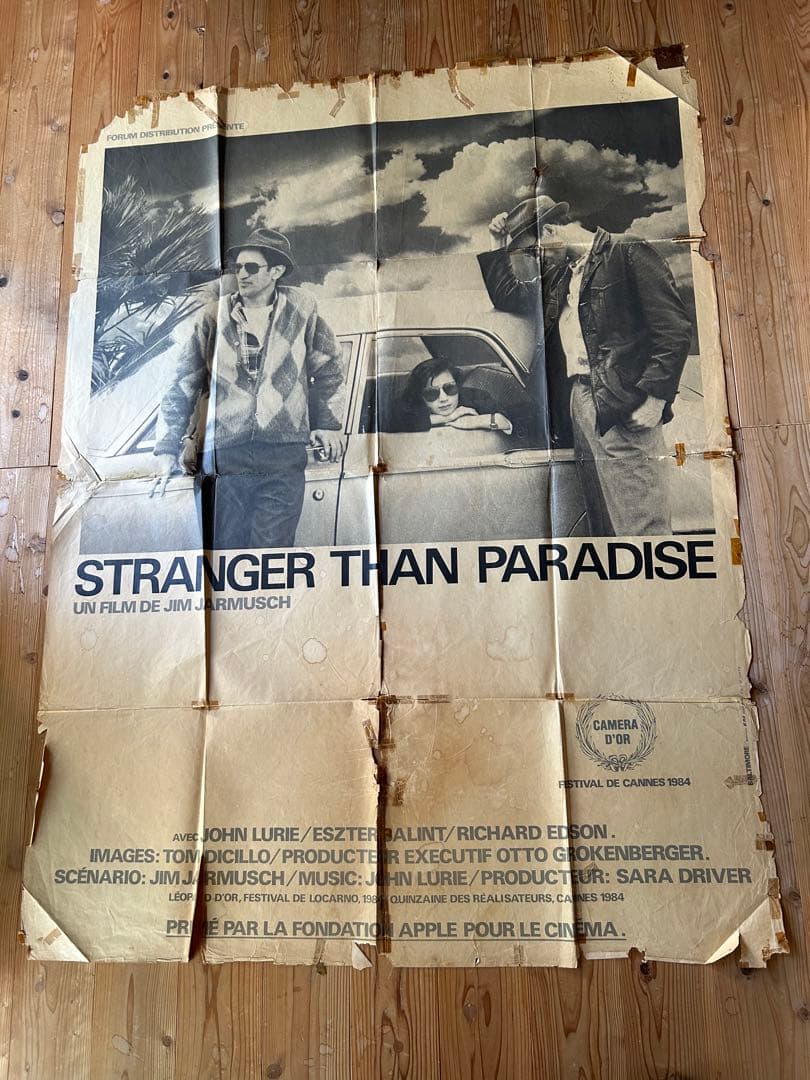 FORUM DISTRIBUTION PRESENTE
STRANGER THAN PARADISE
UN FILM DE JIM JARMUSCH
CAMERA
D'OR
FESTIVAL DE CANNES 1984
BALTIMORE
AVEC JOHN LURIE/ESZTER BALINT/RICHARD EDSON.
IMAGES: TOM DICILLO/PRODUCTEUR EXECUTIF OTTO GROKENBERGER.
SCÉNARIO: JIM JARMUSCH/MUSIC: JOHN LURIE/PRODUCTEUR: SARA DRIVER
LÉOPARD D'OR, FESTIVAL DE LOCARNO, 1984 QUINZAINE DES RÉALISATEURS, CANNES 1984
PRIMÉ PAR LA FONDATION APPLE POUR LE CINEMA.